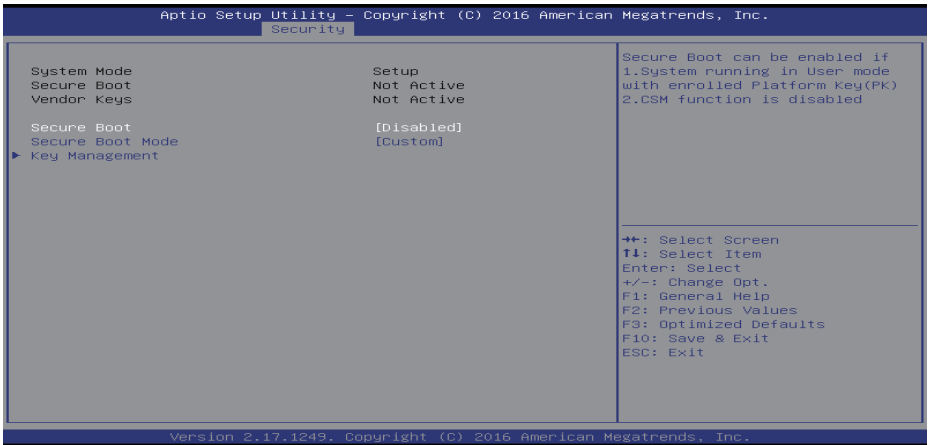 Aptio Setup Utility – Copyright (C) 2016 American Megatrends, Inc.
Security
System Mode Setup
Secure Boot Not Active
Vendor Keys Not Active
Secure Boot [Disabled]
Secure Boot Mode [Custom]
▶ Key Management
Secure Boot can be enabled if
1.System running in User mode
with enrolled Platform Key(PK)
2.CSM function is disabled
→←: Select Screen
↑↓: Select Item
Enter: Select
+/-: Change Opt.
F1: General Help
F2: Previous Values
F3: Optimized Defaults
F10: Save & Exit
ESC: Exit
Version 2.17.1249. Copyright (C) 2016 American Megatrends, Inc.